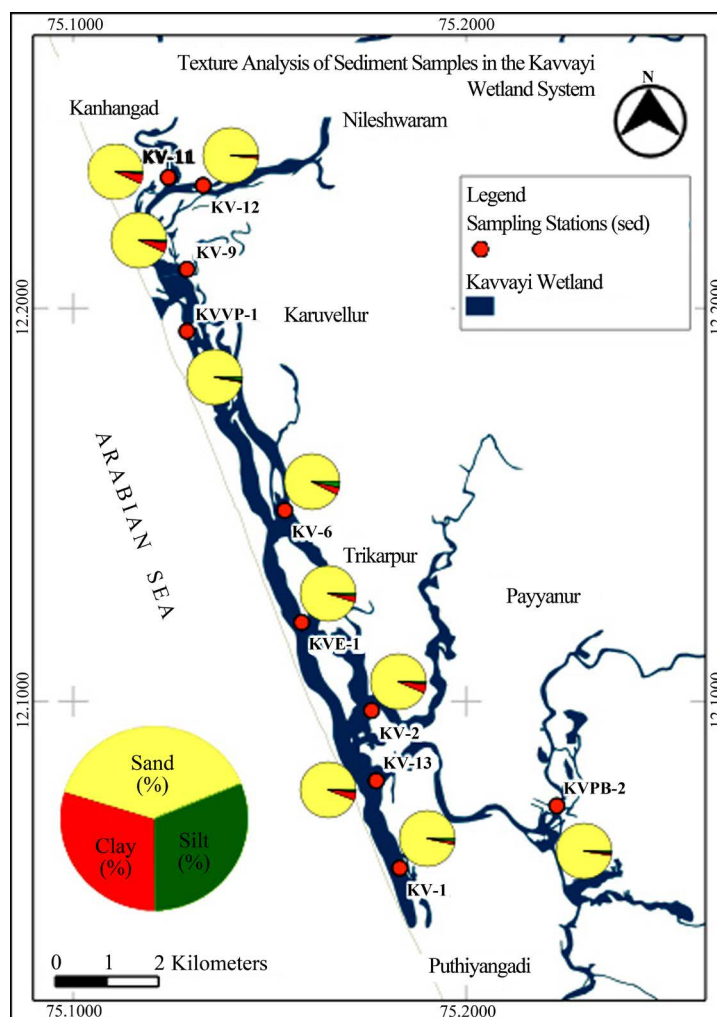 75.1000 75.2000
Texture Analysis of Sediment Samples in the Kavvayi
Wetland System
N
Kanhangad
Nileshwaram
KV-11
KV-12
Legend
Sampling Stations (sed)
Kavvayi Wetland
KV-9
12.2000 12.2000
KVVP-1
Karuvellur
ARABIAN SEA
KV-6
Trikarpur
Payyanur
KVE-1
12.1000 12.1000
KV-2
KV-13
KVPB-2
Sand
(%)
Clay
(%)
Silt
(%)
KV-1
0 1 2 Kilometers
Puthiyangadi
75.1000 75.2000